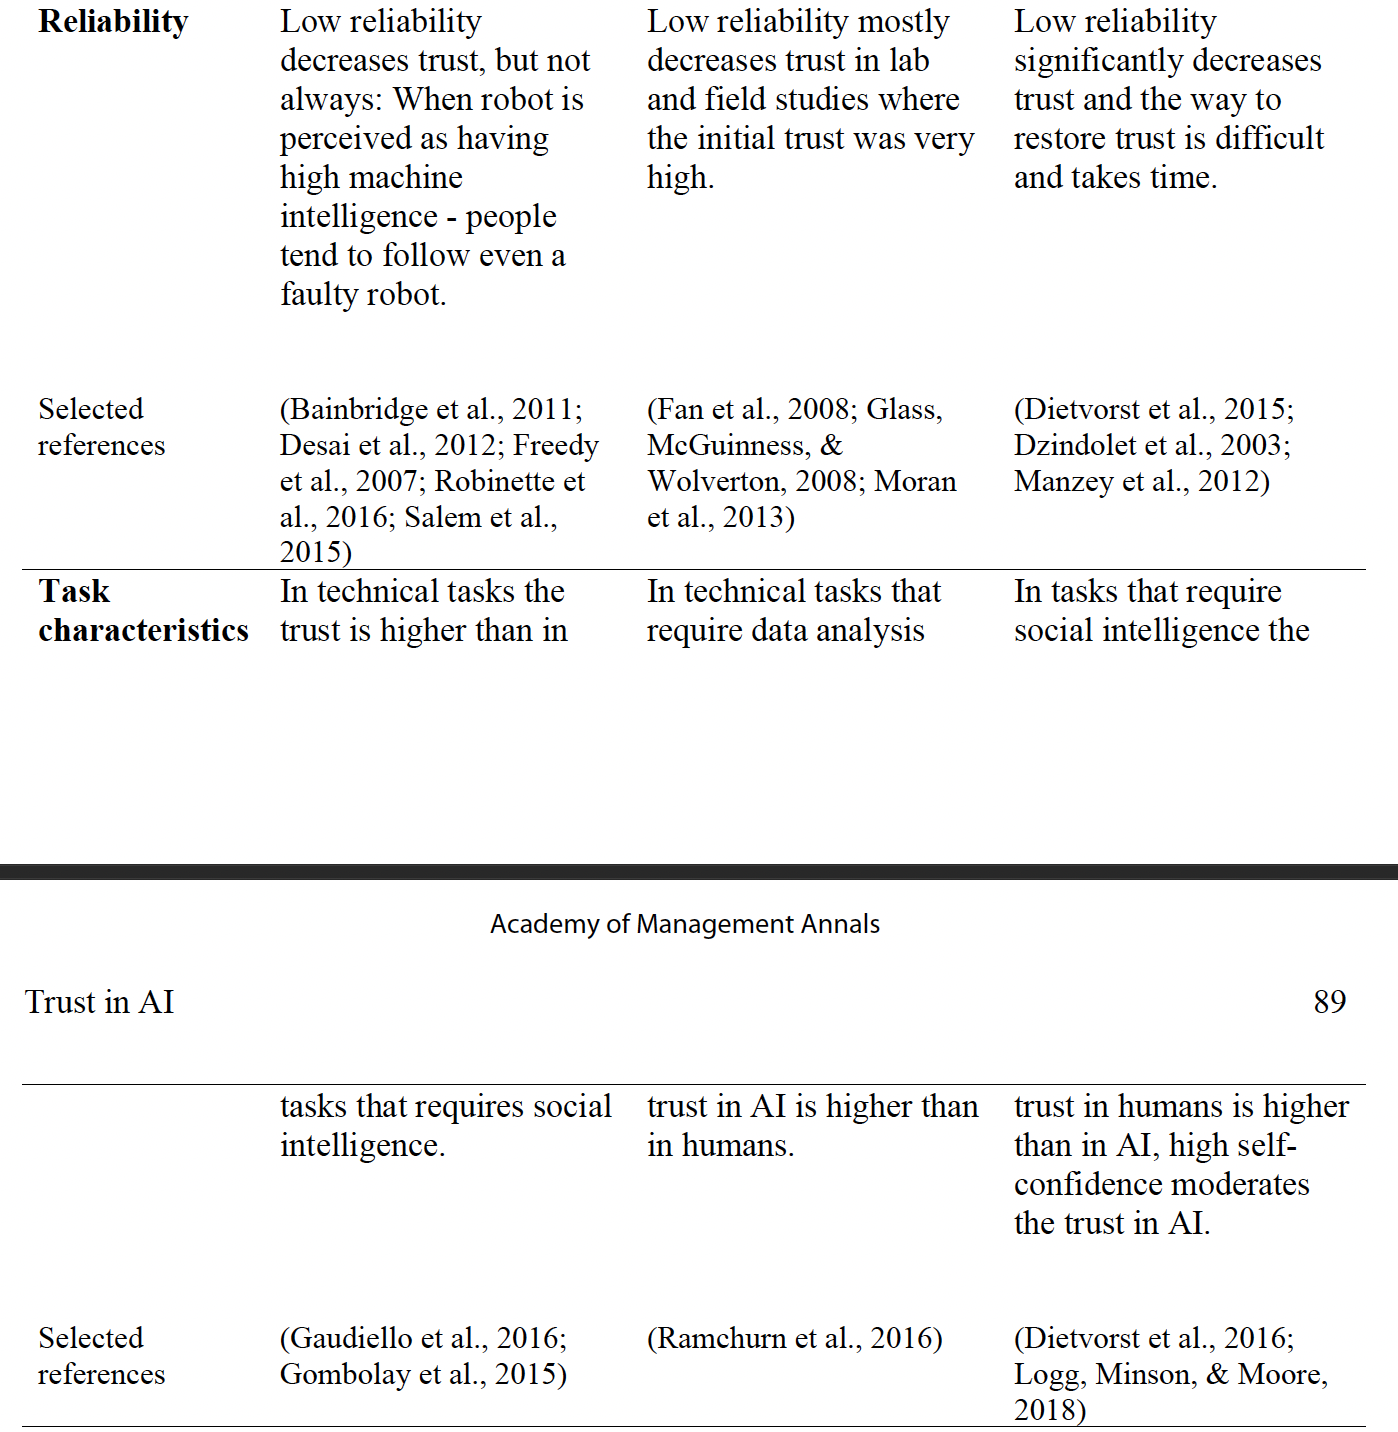 Reliability
Low reliability
decreases trust, but not
always: When robot is
perceived as having
high machine
intelligence - people
tend to follow even a
faulty robot.
Low reliability mostly
decreases trust in lab
and field studies where
the initial trust was very
high.
Low reliability
significantly decreases
trust and the way to
restore trust is difficult
and takes time.
Selected
references
(Bainbridge et al., 2011;
Desai et al., 2012; Freedy
et al., 2007; Robinette et
al., 2016; Salem et al.,
2015)
(Fan et al., 2008; Glass,
McGuinness, &
Wolverton, 2008; Moran
et al., 2013)
(Dietvorst et al., 2015;
Dzindolet et al., 2003;
Manzey et al., 2012)
Task
characteristics
In technical tasks the
trust is higher than in
In technical tasks that
require data analysis
In tasks that require
social intelligence the
Academy of Management Annals
Trust in AI
89
tasks that requires social
intelligence.
trust in AI is higher than
in humans.
trust in humans is higher
than in AI, high self-
confidence moderates
the trust in AI.
Selected
references
(Gaudiello et al., 2016;
Gombolay et al., 2015)
(Ramchurn et al., 2016)
(Dietvorst et al., 2016;
Logg, Minson, & Moore,
2018)